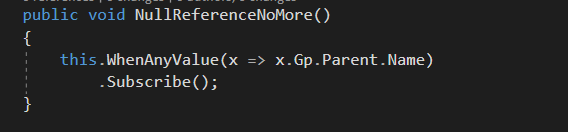 public void NullReferenceNoMore()
{
this.WhenAnyValue(x => x.Gp.Parent.Name)
.Subscribe();
}